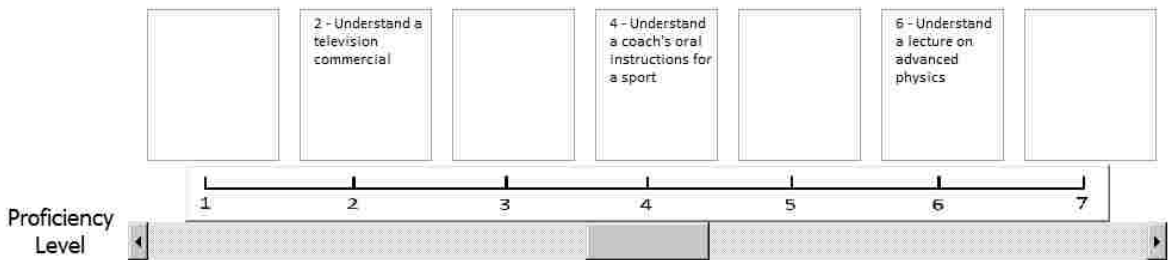 2 - Understand a
television
commercial
4 - Understand
a coach's oral
instructions for
a sport
6 - Understand
a lecture on
advanced
physics
1 2 3 4 5 6 7
Proficiency
Level